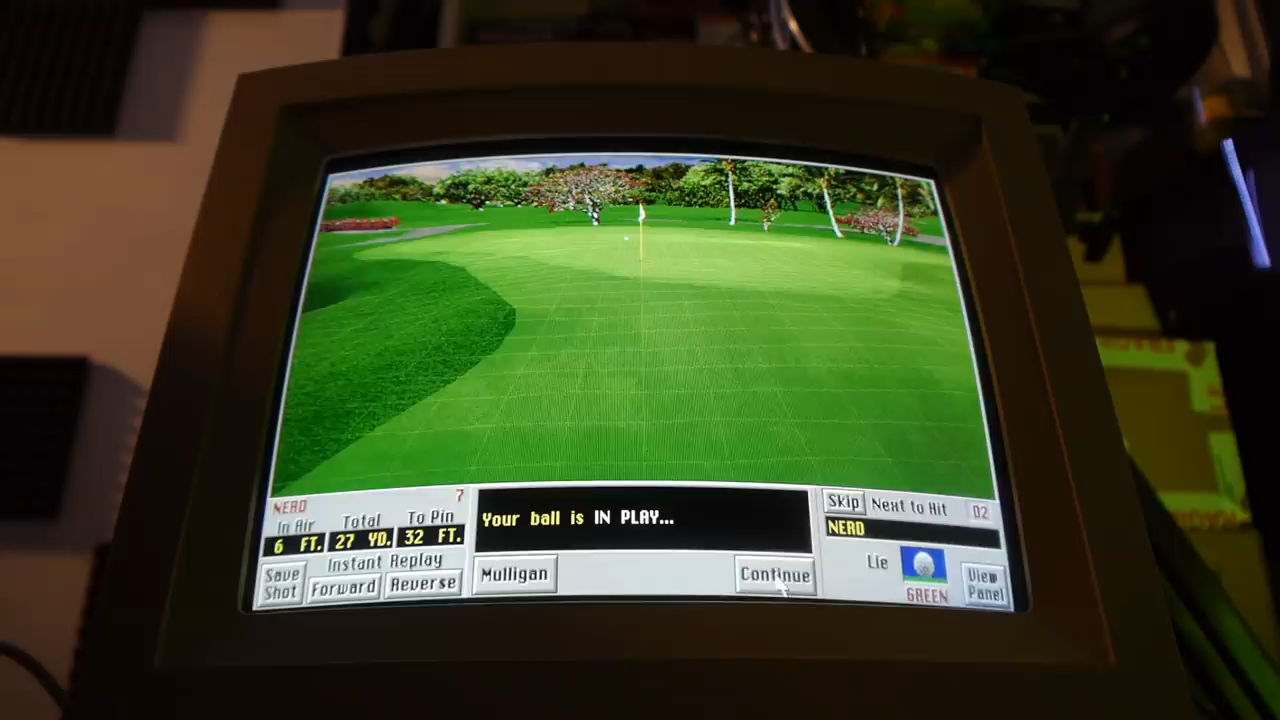 NERD 7
In Air Total To Pin
6 FT. 27 YD. 32 FT.
Instant Replay
Save Shot Forward Reverse
Your ball is IN PLAY...
Mulligan Continue
Skip Next to Hit 02
NERD
Lie
GREEN
View Panel